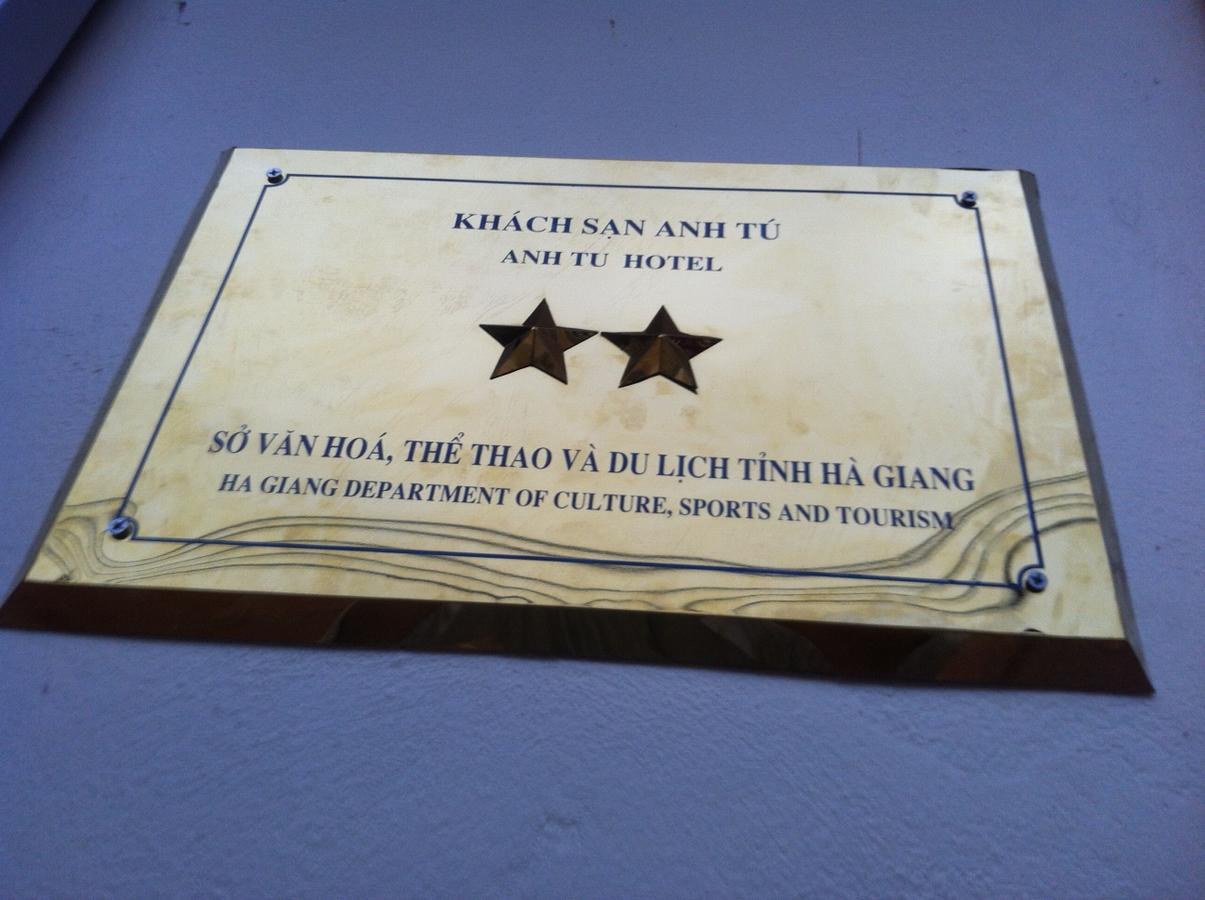 KHÁCH SẠN ANH TÚ
ANH TU HOTEL
SỞ VĂN HOÁ, THỂ THAO VÀ DU LỊCH TỈNH HÀ GIANG
HA GIANG DEPARTMENT OF CULTURE, SPORTS AND TOURISM